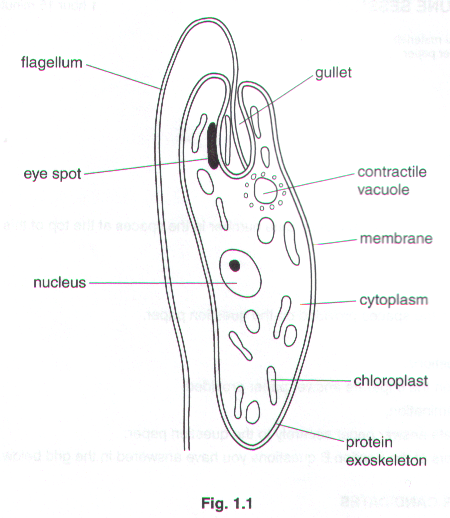 flagellum
gullet
eye spot
contractile
vacuole
membrane
nucleus
cytoplasm
chloroplast
protein
exoskeleton
Fig. 1.1